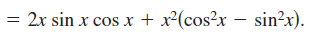 = 2x sin x cos x + x²(cos²x − sin²x).